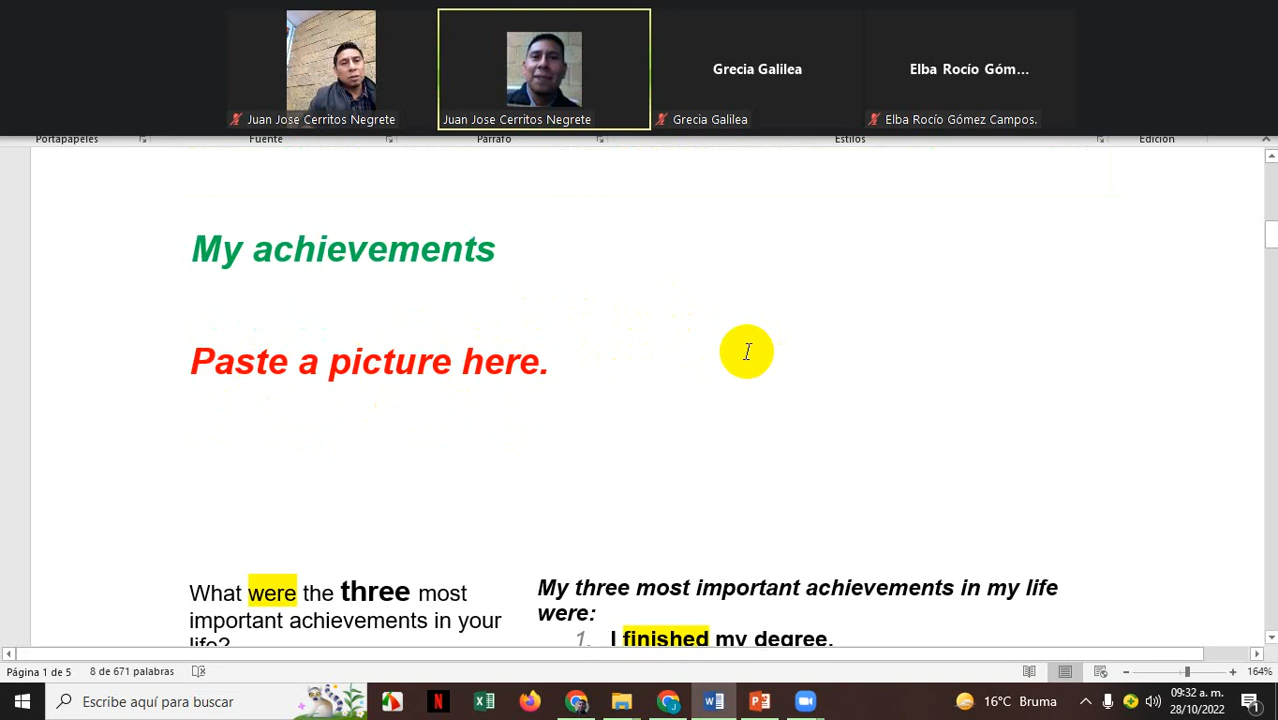 Grecia Galilea
Elba Rocío Góm...
Juan Jose Cerritos Negrete
Juan Jose Cerritos Negrete
Grecia Galilea
Elba Rocío Gómez Campos.
Portapapeles
Fuente
Párrafo
Estilos
Edición
My achievements
Paste a picture here.
What were the three most
important achievements in your
life?
My three most important achievements in my life
were:
1. I finished my degree.
Página 1 de 5
8 de 671 palabras
164%
Escribe aquí para buscar
16°C Bruma
09:32 a. m.
28/10/2022